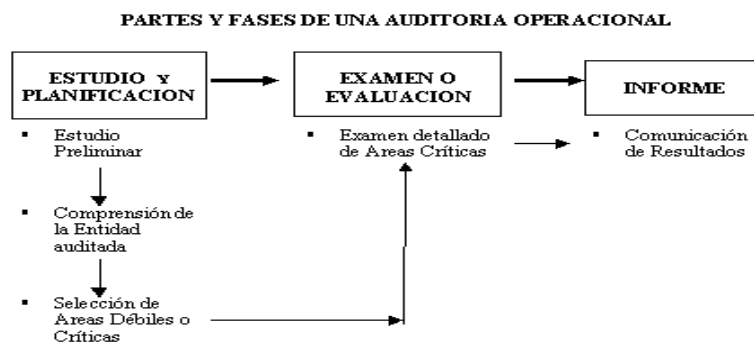 PARTES Y FASES DE UNA AUDITORIA OPERACIONAL
ESTUDIO Y
PLANIFICACION
EXAMEN O
EVALUACION
INFORME
▪ Estudio
Preliminar
▪ Comprensión de
la Entidad
auditada
▪ Selección de
Areas Débiles o
Críticas
▪ Examen detallado
de Areas Críticas
▪ Comunicación
de Resultados